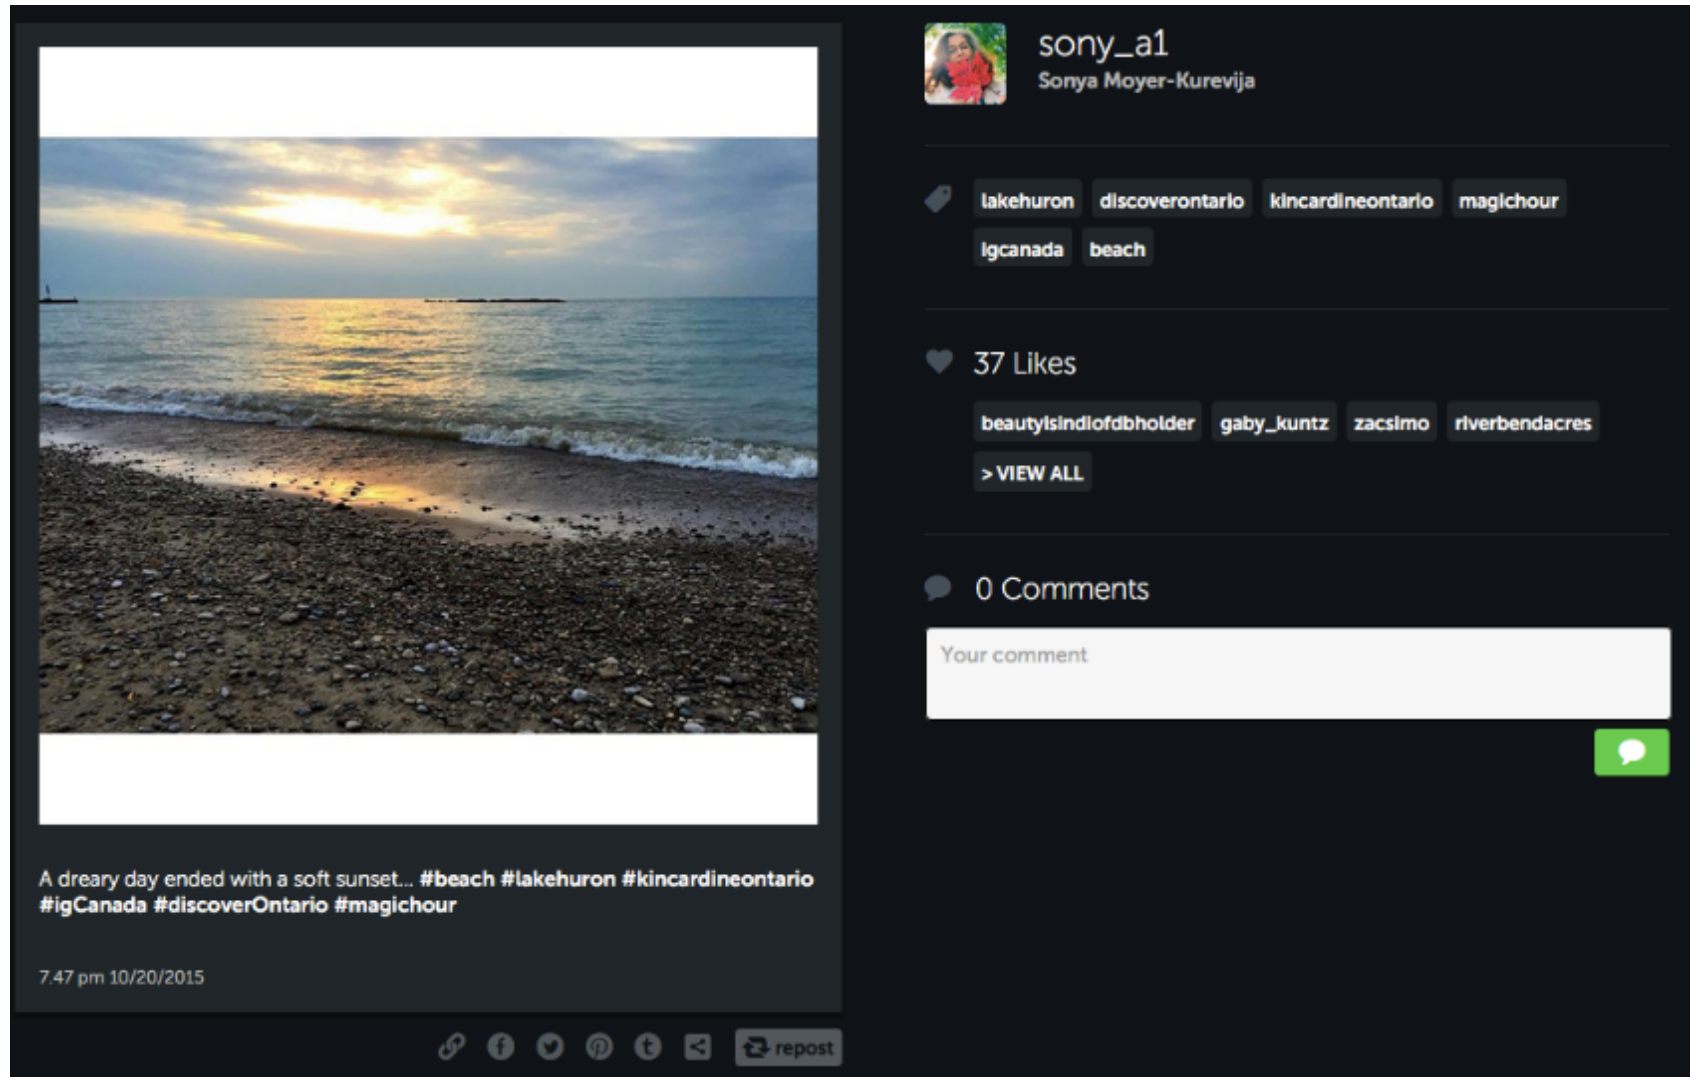 sony_a1
Sonya Moyer-Kurevija
lakehuron discoverontario kincardineontario magichour
igcanada beach
37 Likes
beautyisindiofdbholder gaby_kuntz zacsimo riverbendacres
> VIEW ALL
0 Comments
Your comment
A dreary day ended with a soft sunset... #beach #lakehuron #kincardineontario
#igCanada #discoverOntario #magichour
7.47 pm 10/20/2015
repost